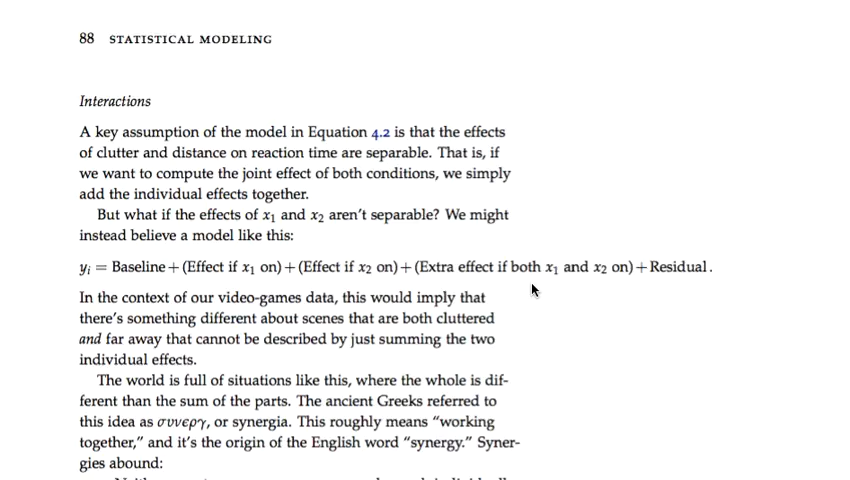 88 STATISTICAL MODELING
Interactions
A key assumption of the model in Equation 4.2 is that the effects
of clutter and distance on reaction time are separable. That is, if
we want to compute the joint effect of both conditions, we simply
add the individual effects together.
But what if the effects of x₁ and x₂ aren't separable? We might
instead believe a model like this:
yᵢ = Baseline + (Effect if x₁ on) + (Effect if x₂ on) + (Extra effect if both x₁ and x₂ on) + Residual .
In the context of our video-games data, this would imply that
there's something different about scenes that are both cluttered
and far away that cannot be described by just summing the two
individual effects.
The world is full of situations like this, where the whole is dif-
ferent than the sum of the parts. The ancient Greeks referred to
this idea as συνεργ, or synergia. This roughly means “working
together,” and it's the origin of the English word “synergy.” Syner-
gies abound: